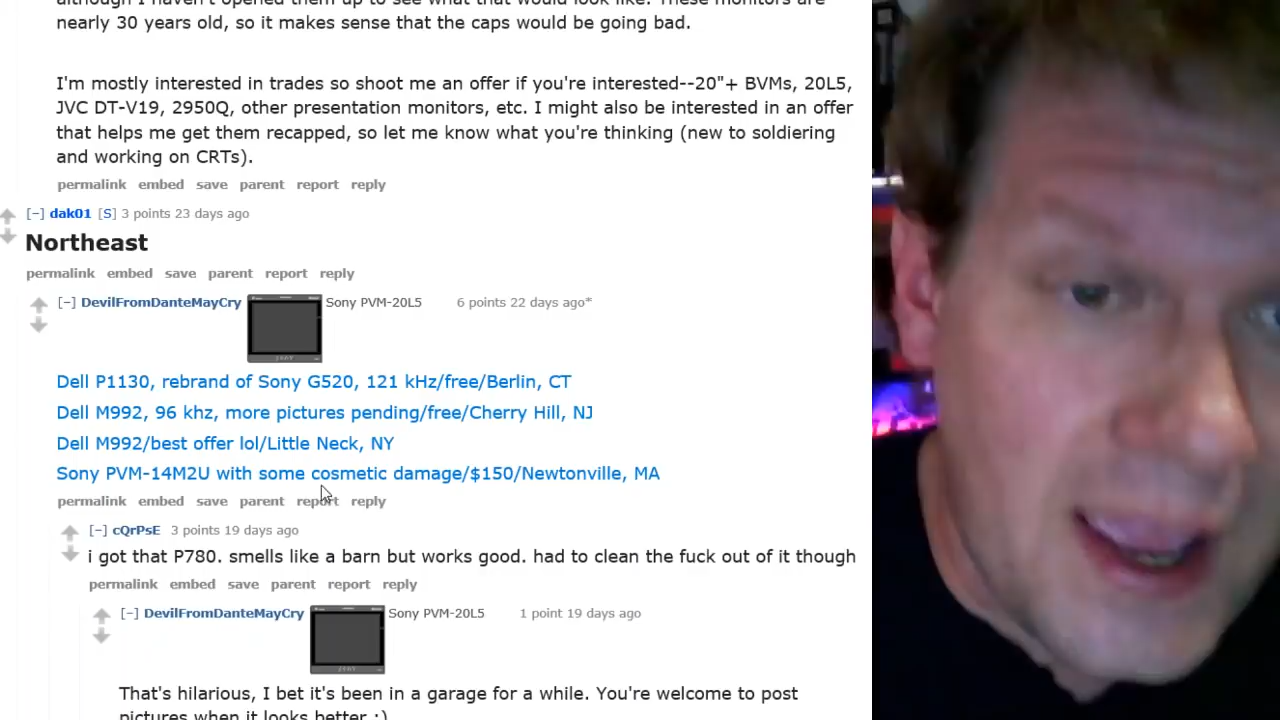 although I haven't opened them up to see what that would look like. These monitors are
nearly 30 years old, so it makes sense that the caps would be going bad.
I'm mostly interested in trades so shoot me an offer if you're interested--20"+ BVMs, 20L5,
JVC DT-V19, 2950Q, other presentation monitors, etc. I might also be interested in an offer
that helps me get them recapped, so let me know what you're thinking (new to soldiering
and working on CRTs).
permalink embed save parent report reply
[–] dak01 [S] 3 points 23 days ago
Northeast
permalink embed save parent report reply
[–] DevilFromDanteMayCry Sony PVM-20L5 6 points 22 days ago*
SONY
Dell P1130, rebrand of Sony G520, 121 kHz/free/Berlin, CT
Dell M992, 96 khz, more pictures pending/free/Cherry Hill, NJ
Dell M992/best offer lol/Little Neck, NY
Sony PVM-14M2U with some cosmetic damage/$150/Newtonville, MA
permalink embed save parent report reply
[–] cQrPsE 3 points 19 days ago
i got that P780. smells like a barn but works good. had to clean the fuck out of it though
permalink embed save parent report reply
[–] DevilFromDanteMayCry Sony PVM-20L5 1 point 19 days ago
SONY
That's hilarious, I bet it's been in a garage for a while. You're welcome to post
pictures when it looks better :)